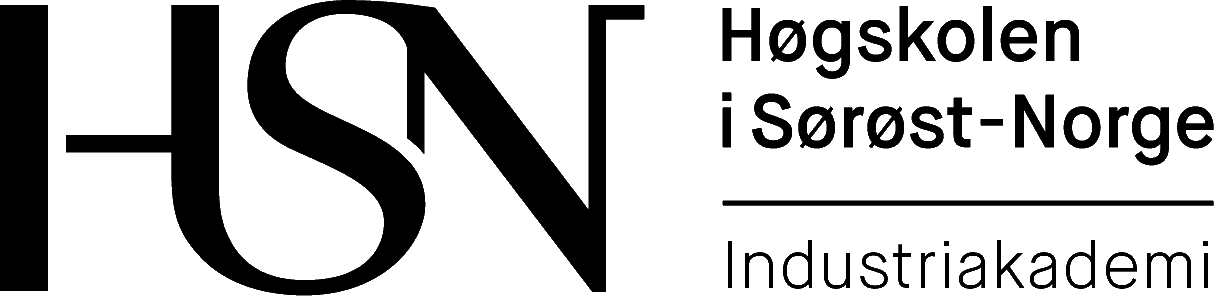 HSN
Høgskolen
i Sørøst-Norge
Industriakademi